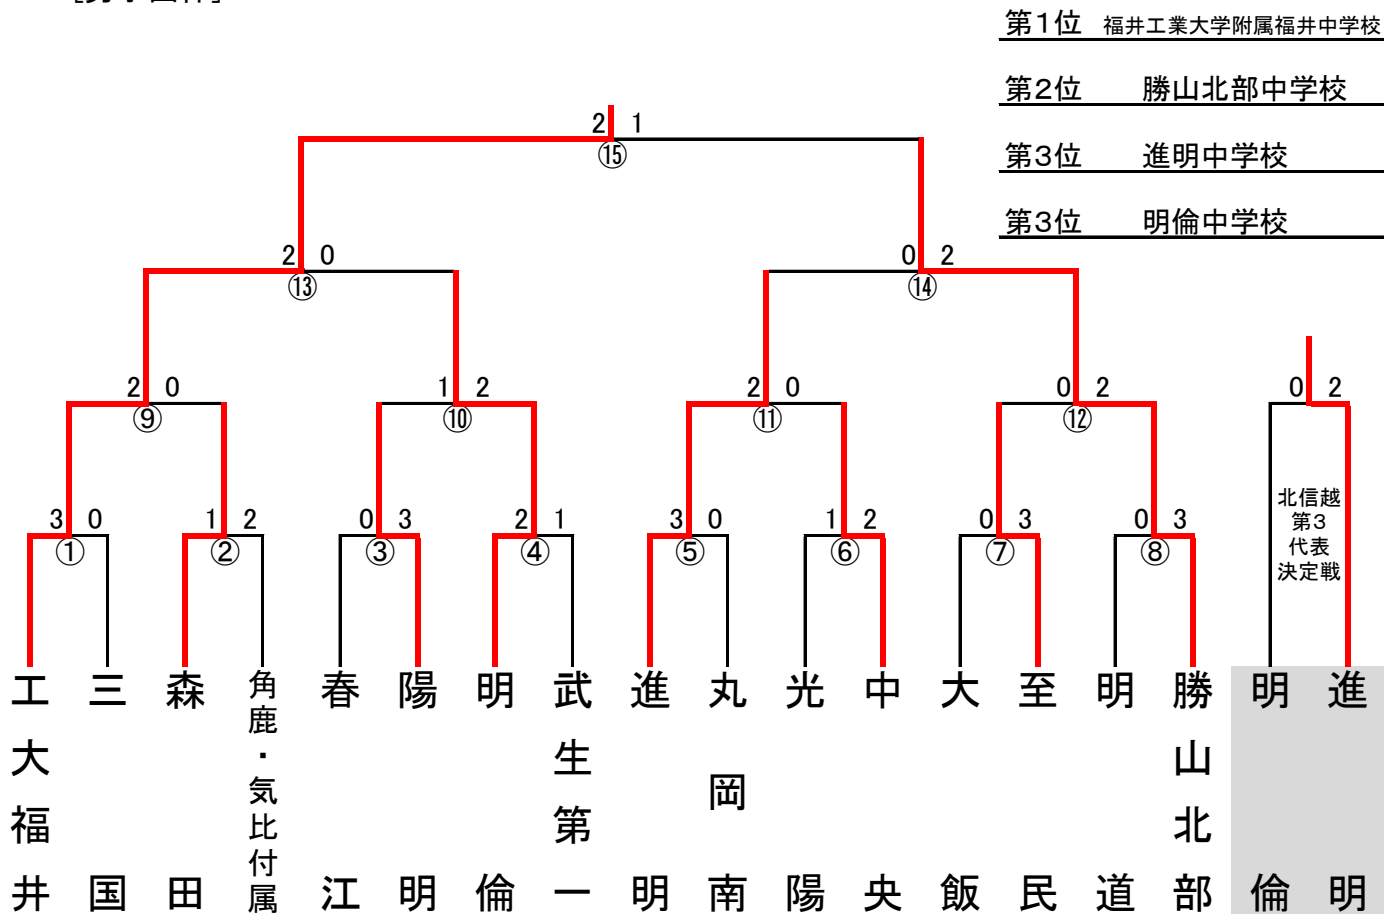 第1位 福井工業大学附属福井中学校
第2位 勝山北部中学校
第3位 進明中学校
第3位 明倫中学校
2 1
⑮
2 0
⑬
0 2
⑭
2 0
⑨
1 2
⑩
2 0
⑪
0 2
⑫
0 2
3 0
①
1 2
②
0 3
③
2 1
④
3 0
⑤
1 2
⑥
0 3
⑦
0 3
⑧
北信越
第3
代表
決定戦
工大福井
三国
森田
角鹿・気比付属
春江
陽明
明倫
武生第一
進明
丸岡南
光陽
中央
大飯
至民
明道
勝山北部
明倫
進明